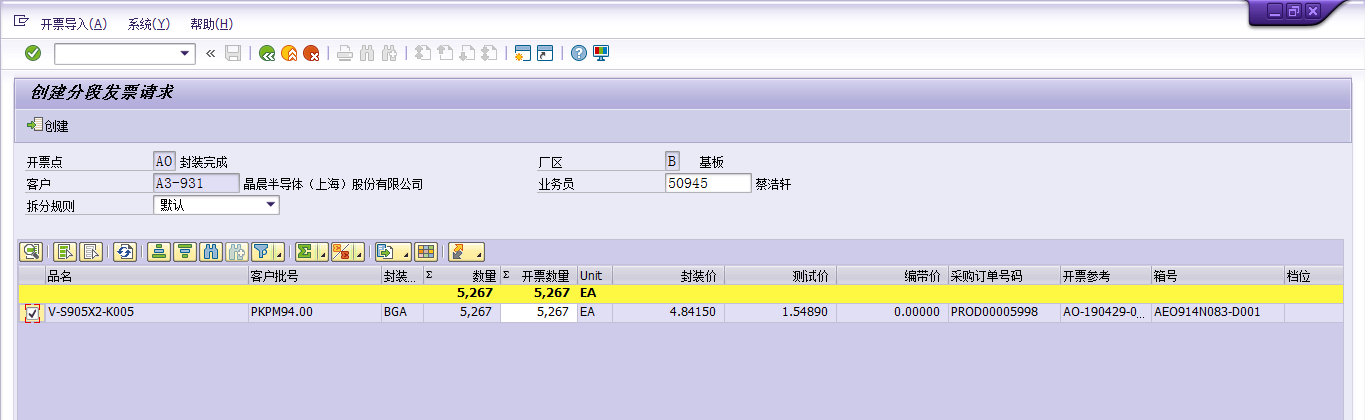 开票导入(A) 系统(Y) 帮助(H)
创建分段发票请求
创建
开票点 AO 封装完成 厂区 B 基板
客户 A3-931 晶晨半导体（上海）股份有限公司 业务员 50945 蔡浩轩
拆分规则 默认
品名 客户批号 封装... Σ 数量 Σ 开票数量 Unit 封装价 测试价 编带价 采购订单号码 开票参考 箱号 档位
5,267 5,267 EA
V-S905X2-K005 PKPM94.00 BGA 5,267 5,267 EA 4.84150 1.54890 0.00000 PROD00005998 AO-190429-0... AEO914N083-D001